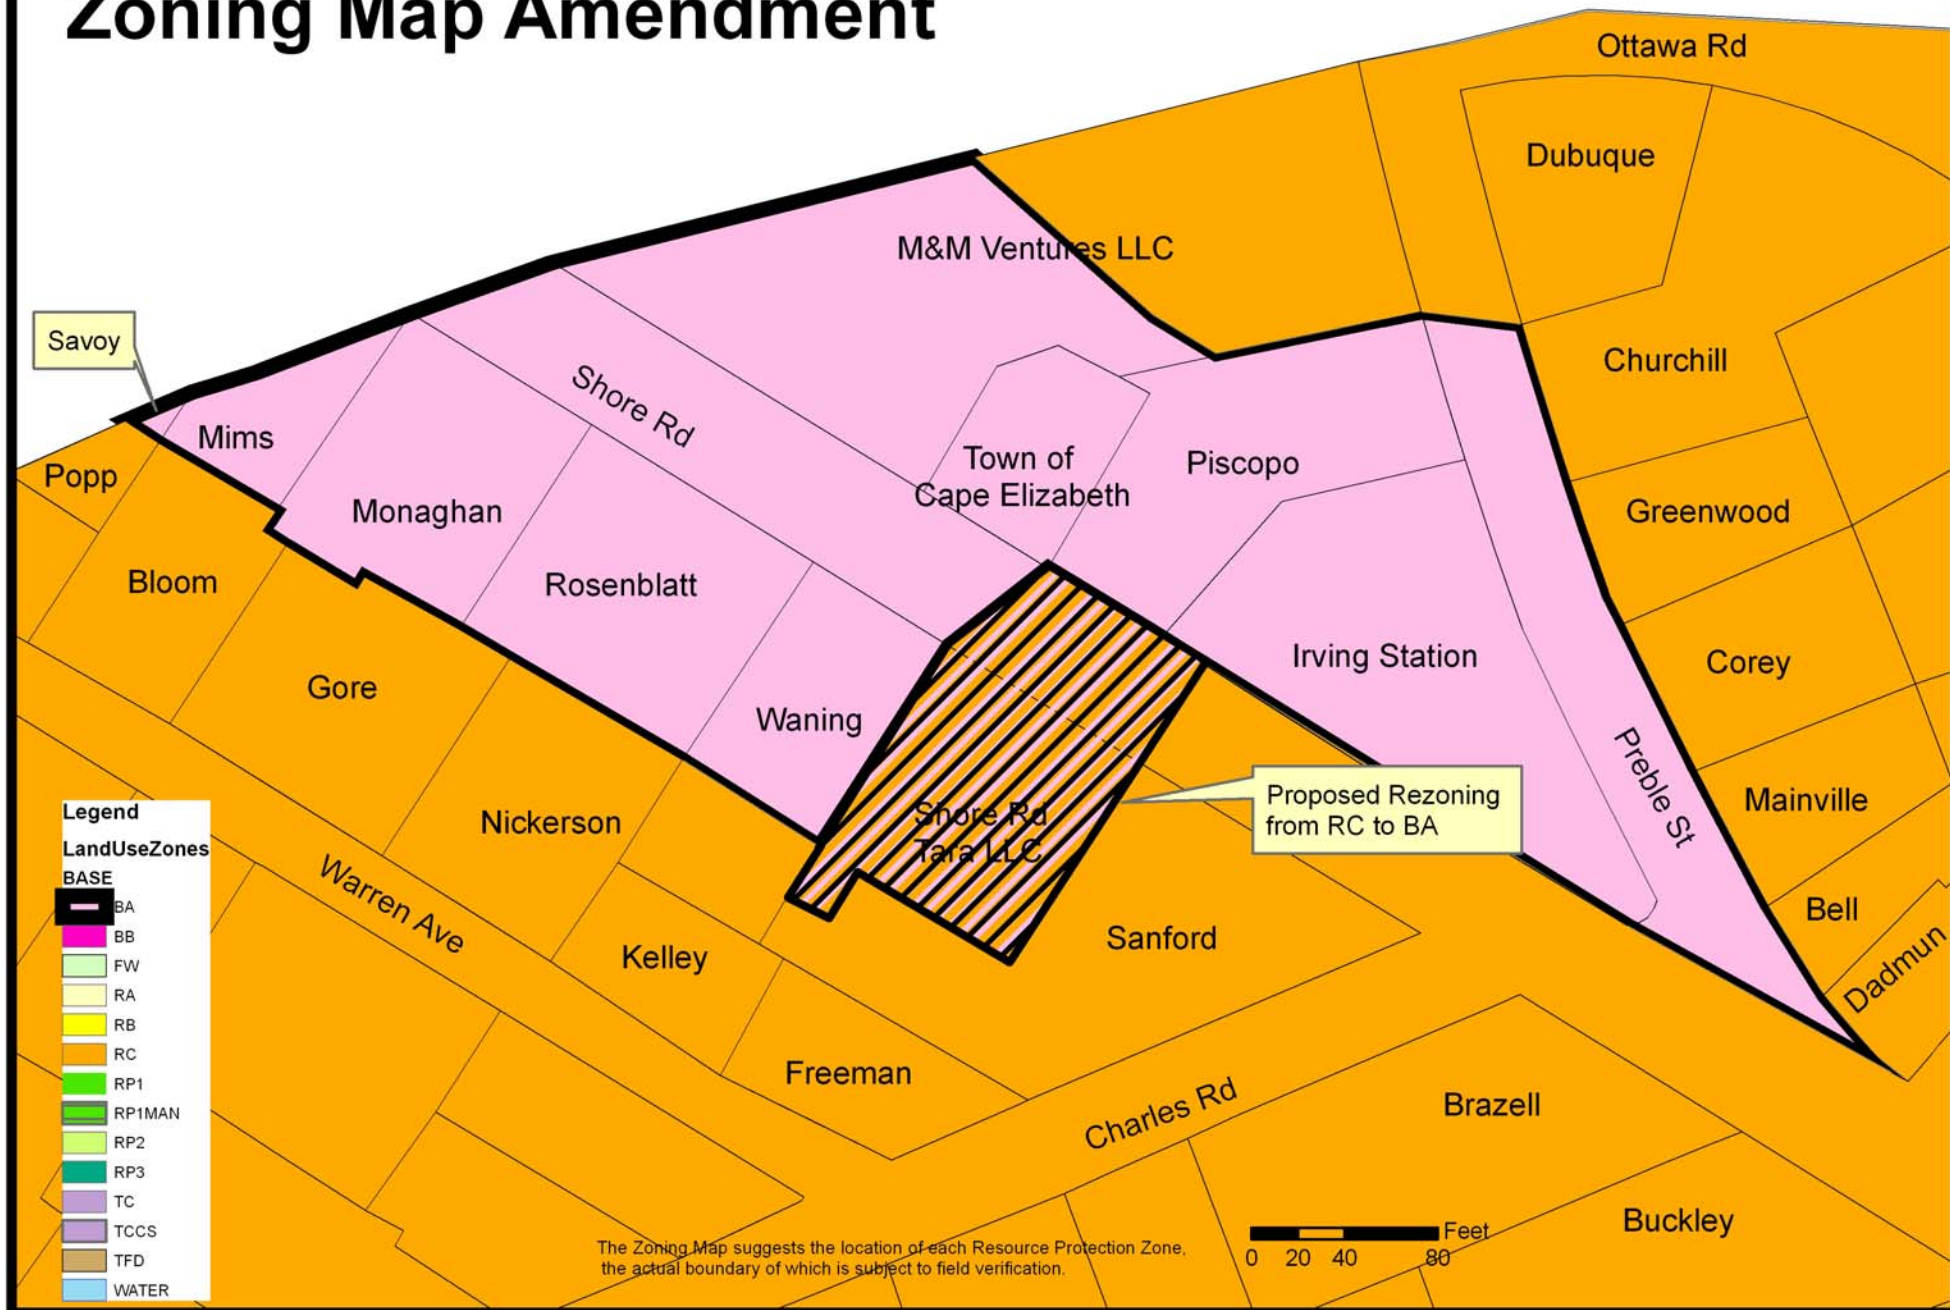 Zoning Map Amendment
Ottawa Rd
Dubuque
M&M Ventures LLC
Savoy
Churchill
Shore Rd
Mims
Town of
Cape Elizabeth
Piscopo
Popp
Monaghan
Greenwood
Bloom
Rosenblatt
Irving Station
Corey
Gore
Waning
Preble St
Proposed Rezoning
from RC to BA
Mainville
Nickerson
Shore Rd
Tara LLC
Warren Ave
Bell
Sanford
Kelley
Dadmun
Freeman
Charles Rd
Brazell
Buckley
Legend
LandUseZones
BASE
BA
BB
FW
RA
RB
RC
RP1
RP1MAN
RP2
RP3
TC
TCCS
TFD
WATER
The Zoning Map suggests the location of each Resource Protection Zone,
the actual boundary of which is subject to field verification.
Feet
0 20 40 80